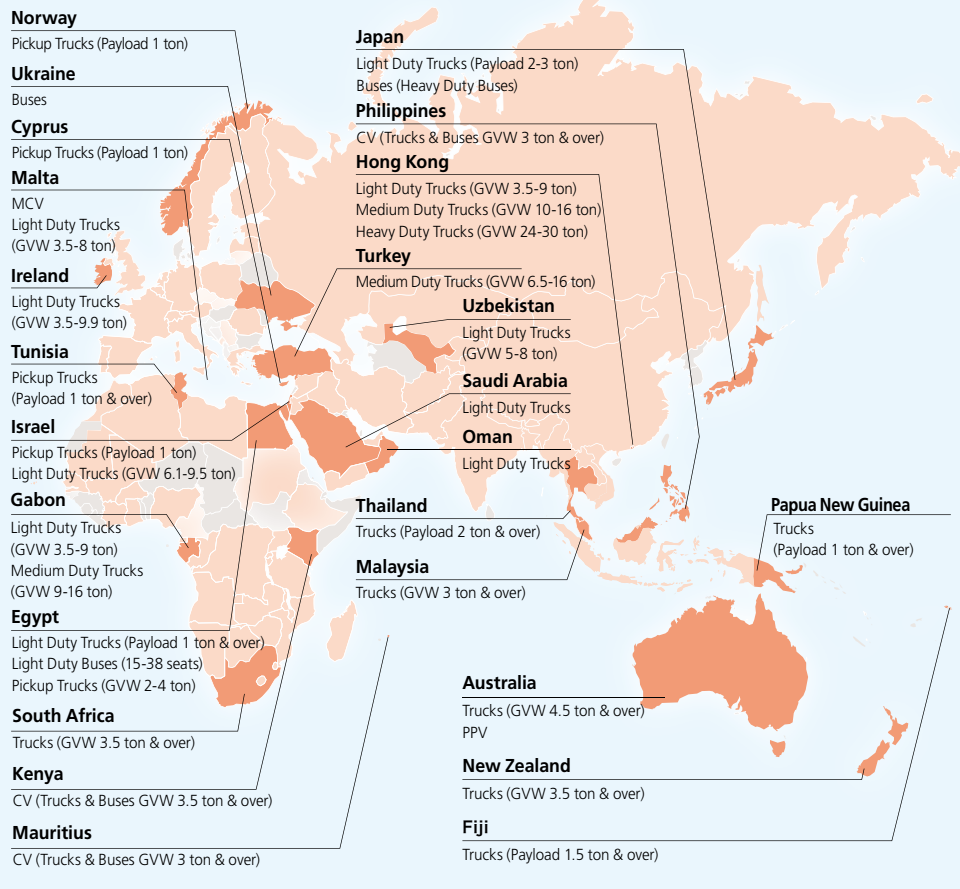 Norway
Pickup Trucks (Payload 1 ton)
Ukraine
Buses
Cyprus
Pickup Trucks (Payload 1 ton)
Malta
MCV
Light Duty Trucks
(GVW 3.5-8 ton)
Ireland
Light Duty Trucks
(GVW 3.5-9.9 ton)
Tunisia
Pickup Trucks
(Payload 1 ton & over)
Israel
Pickup Trucks (Payload 1 ton)
Light Duty Trucks (GVW 6.1-9.5 ton)
Gabon
Light Duty Trucks
(GVW 3.5-9 ton)
Medium Duty Trucks
(GVW 9-16 ton)
Egypt
Light Duty Trucks (Payload 1 ton & over)
Light Duty Buses (15-38 seats)
Pickup Trucks (GVW 2-4 ton)
South Africa
Trucks (GVW 3.5 ton & over)
Kenya
CV (Trucks & Buses GVW 3.5 ton & over)
Mauritius
CV (Trucks & Buses GVW 3 ton & over)
Japan
Light Duty Trucks (Payload 2-3 ton)
Buses (Heavy Duty Buses)
Philippines
CV (Trucks & Buses GVW 3 ton & over)
Hong Kong
Light Duty Trucks (GVW 3.5-9 ton)
Medium Duty Trucks (GVW 10-16 ton)
Heavy Duty Trucks (GVW 24-30 ton)
Turkey
Medium Duty Trucks (GVW 6.5-16 ton)
Uzbekistan
Light Duty Trucks
(GVW 5-8 ton)
Saudi Arabia
Light Duty Trucks
Oman
Light Duty Trucks
Thailand
Trucks (Payload 2 ton & over)
Malaysia
Trucks (GVW 3 ton & over)
Papua New Guinea
Trucks
(Payload 1 ton & over)
Australia
Trucks (GVW 4.5 ton & over)
PPV
New Zealand
Trucks (GVW 3.5 ton & over)
Fiji
Trucks (Payload 1.5 ton & over)